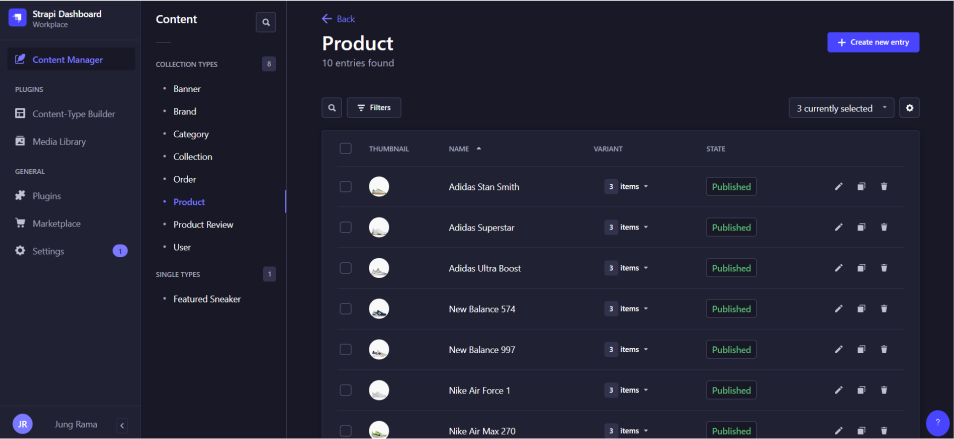 Strapi Dashboard
Workplace
Content Manager
PLUGINS
Content-Type Builder
Media Library
GENERAL
Plugins
Marketplace
Settings 1
JR Jung Rama
Content
COLLECTION TYPES 8
Banner
Brand
Category
Collection
Order
Product
Product Review
User
SINGLE TYPES 1
Featured Sneaker
Back
Product
10 entries found
Create new entry
Filters
3 currently selected
THUMBNAIL NAME VARIANT STATE
Adidas Stan Smith 3 items Published
Adidas Superstar 3 items Published
Adidas Ultra Boost 3 items Published
New Balance 574 3 items Published
New Balance 997 3 items Published
Nike Air Force 1 3 items Published
Nike Air Max 270 3 items Published
?